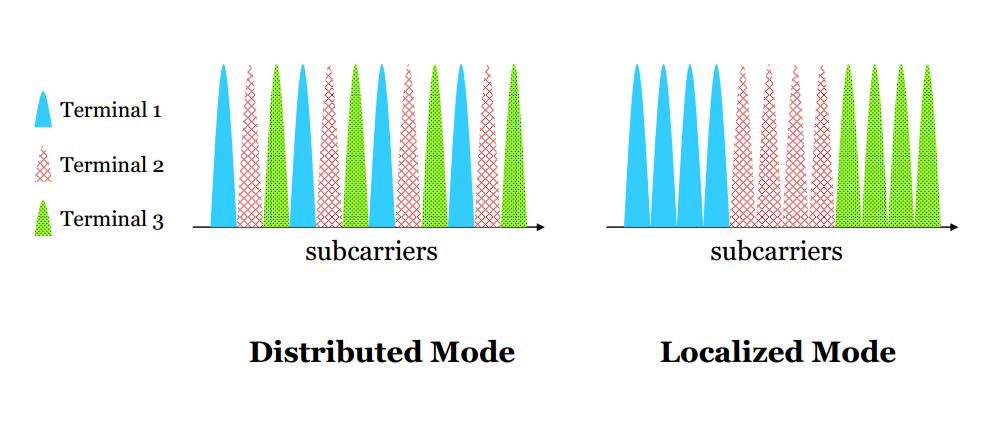 Terminal 1
Terminal 2
Terminal 3
subcarriers
subcarriers
Distributed Mode
Localized Mode